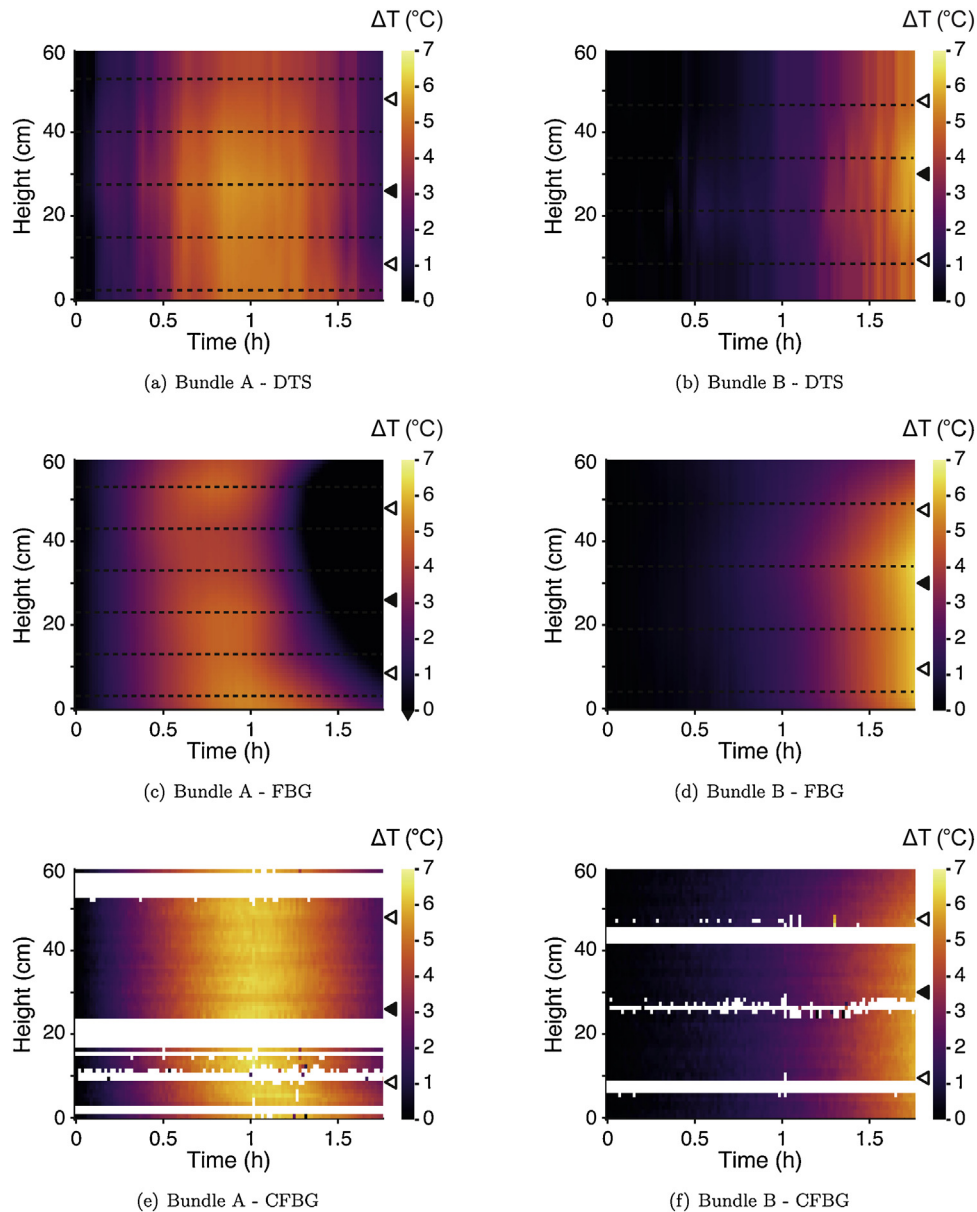 ΔT (°C) ΔT (°C)
60 7 60 7
6 6
5 5
40 40
4 4
Height (cm) Height (cm)
3 3
20 20
2 2
1 1
0 0 0 0
0 0.5 1 1.5 0 0.5 1 1.5
Time (h) Time (h)
(a) Bundle A - DTS (b) Bundle B - DTS
ΔT (°C) ΔT (°C)
60 7 60 7
6 6
5 5
40 40
4 4
Height (cm) Height (cm)
3 3
20 20
2 2
1 1
0 0 0 0
0 0.5 1 1.5 0 0.5 1 1.5
Time (h) Time (h)
(c) Bundle A - FBG (d) Bundle B - FBG
ΔT (°C) ΔT (°C)
60 7 60 7
6 6
5 5
40 40
4 4
Height (cm) Height (cm)
3 3
20 20
2 2
1 1
0 0 0 0
0 0.5 1 1.5 0 0.5 1 1.5
Time (h) Time (h)
(e) Bundle A - CFBG (f) Bundle B - CFBG